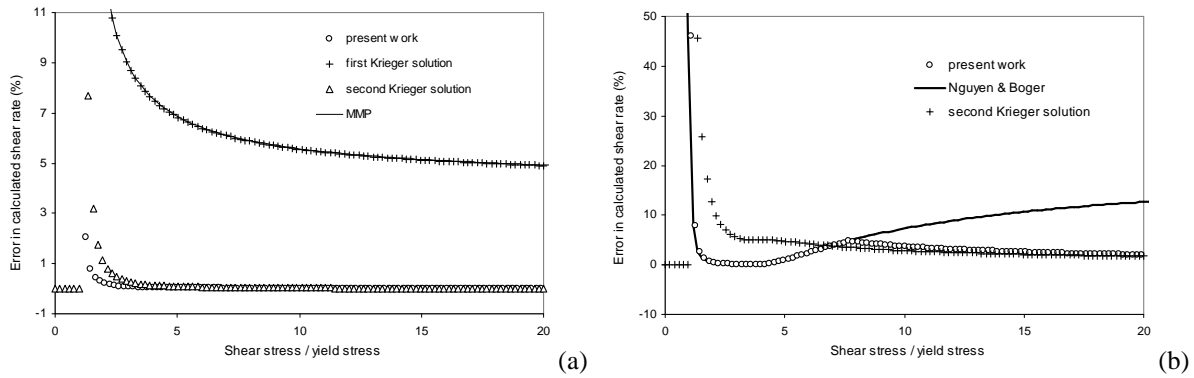 11
9
7
5
3
1
-1
Error in calculated shear rate (%)
present work
first Krieger solution
second Krieger solution
MMP
0
5
10
15
20
Shear stress / yield stress
(a)
50
40
30
20
10
0
-10
Error in calculated shear rate (%)
present work
Nguyen & Boger
second Krieger solution
0
5
10
15
20
Shear stress / yield stress
(b)